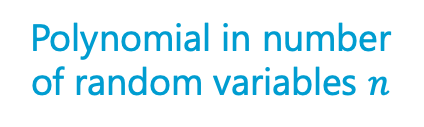 Polynomial in number
of random variables n